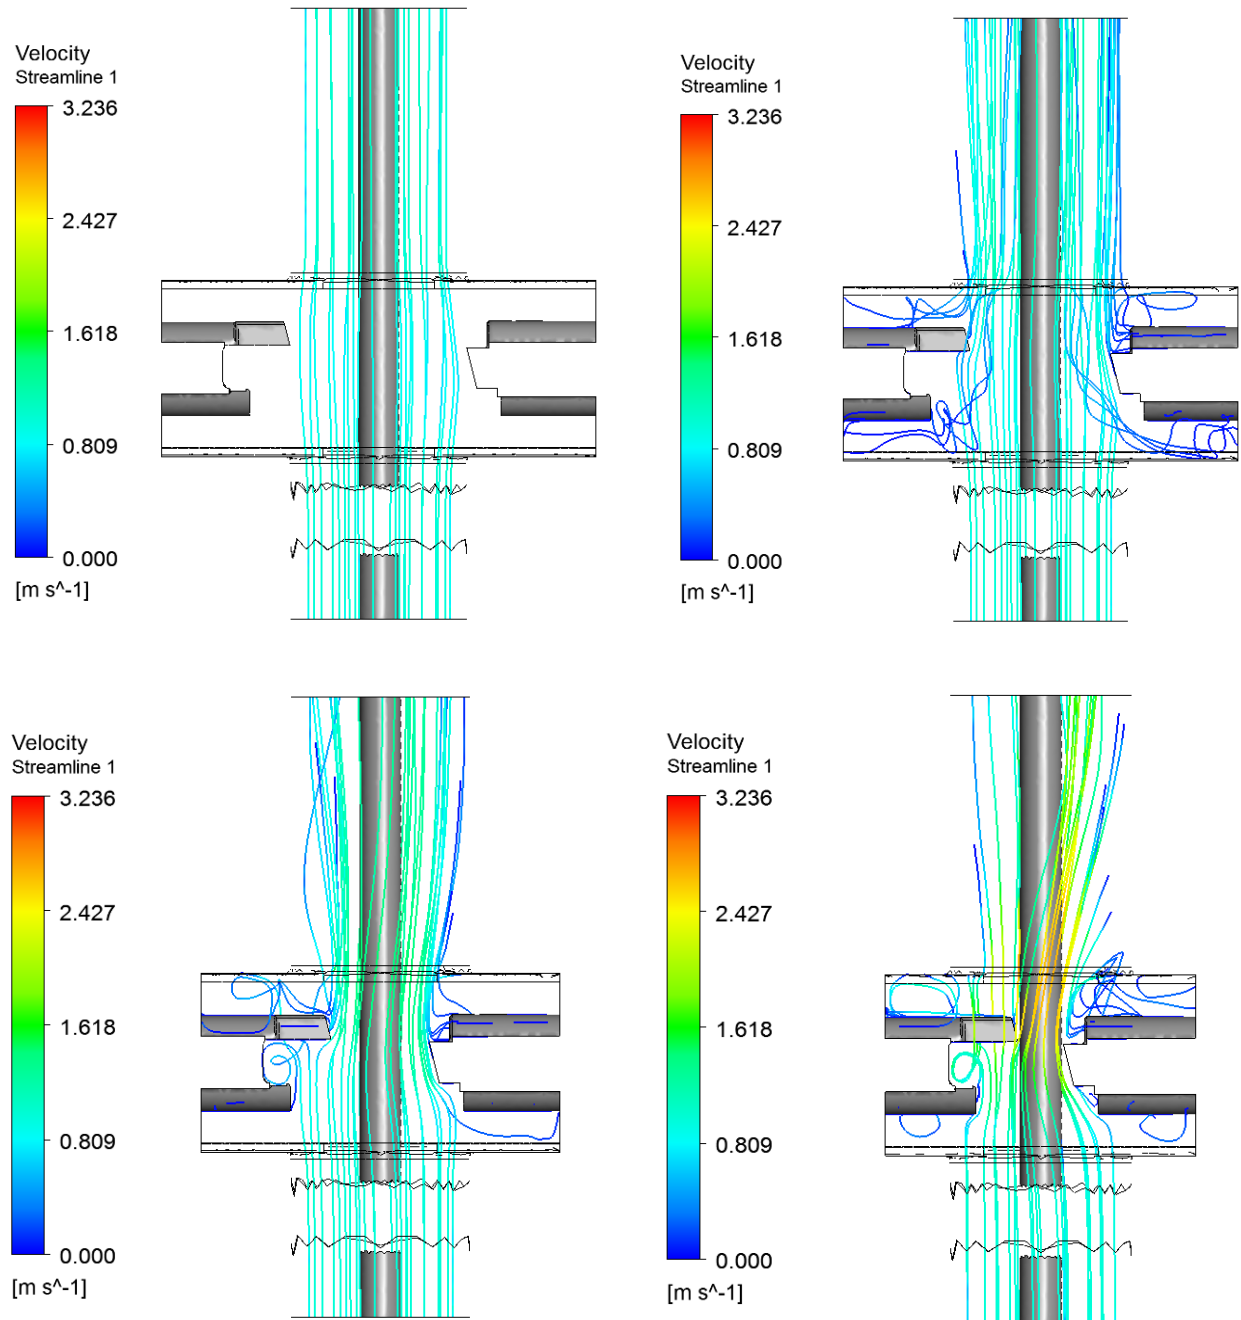 Velocity
Streamline 1
3.236
2.427
1.618
0.809
0.000
[m s^-1]
Velocity
Streamline 1
3.236
2.427
1.618
0.809
0.000
[m s^-1]
Velocity
Streamline 1
3.236
2.427
1.618
0.809
0.000
[m s^-1]
Velocity
Streamline 1
3.236
2.427
1.618
0.809
0.000
[m s^-1]